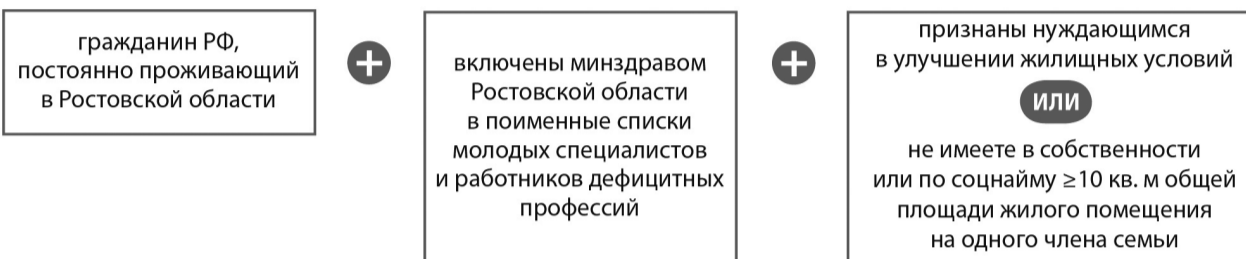 гражданин РФ,
постоянно проживающий
в Ростовской области
+
включены минздравом
Ростовской области
в поименные списки
молодых специалистов
и работников дефицитных
профессий
+
признаны нуждающимся
в улучшении жилищных условий
ИЛИ
не имеете в собственности
или по соцнайму ≥10 кв. м общей
площади жилого помещения
на одного члена семьи